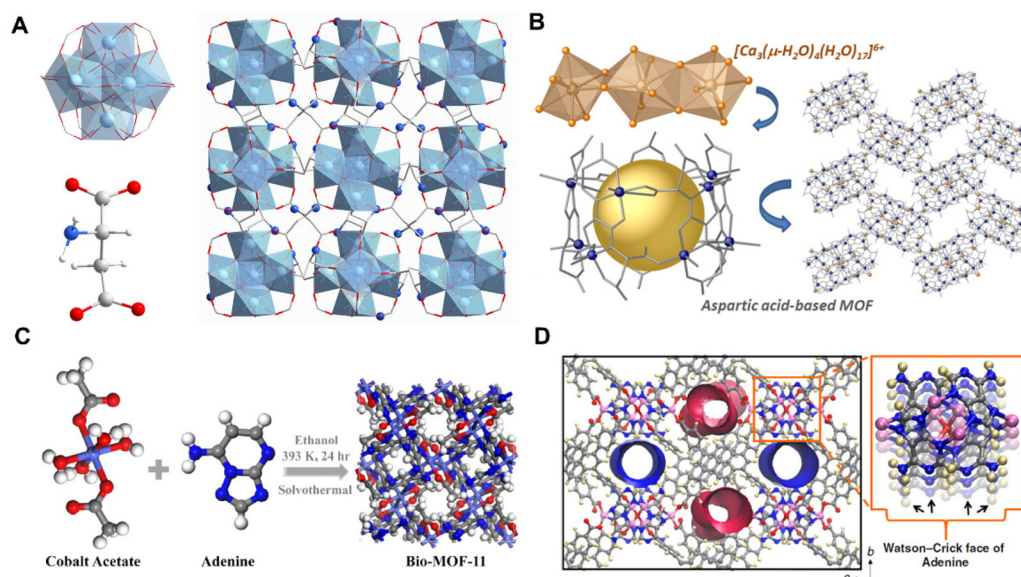 A
B
[Ca3(μ-H2O)4(H2O)17]6+
Aspartic acid-based MOF
C
Ethanol
393 K, 24 hr
Solvothermal
Cobalt Acetate
Adenine
Bio-MOF-11
D
Watson–Crick face of
Adenine
b